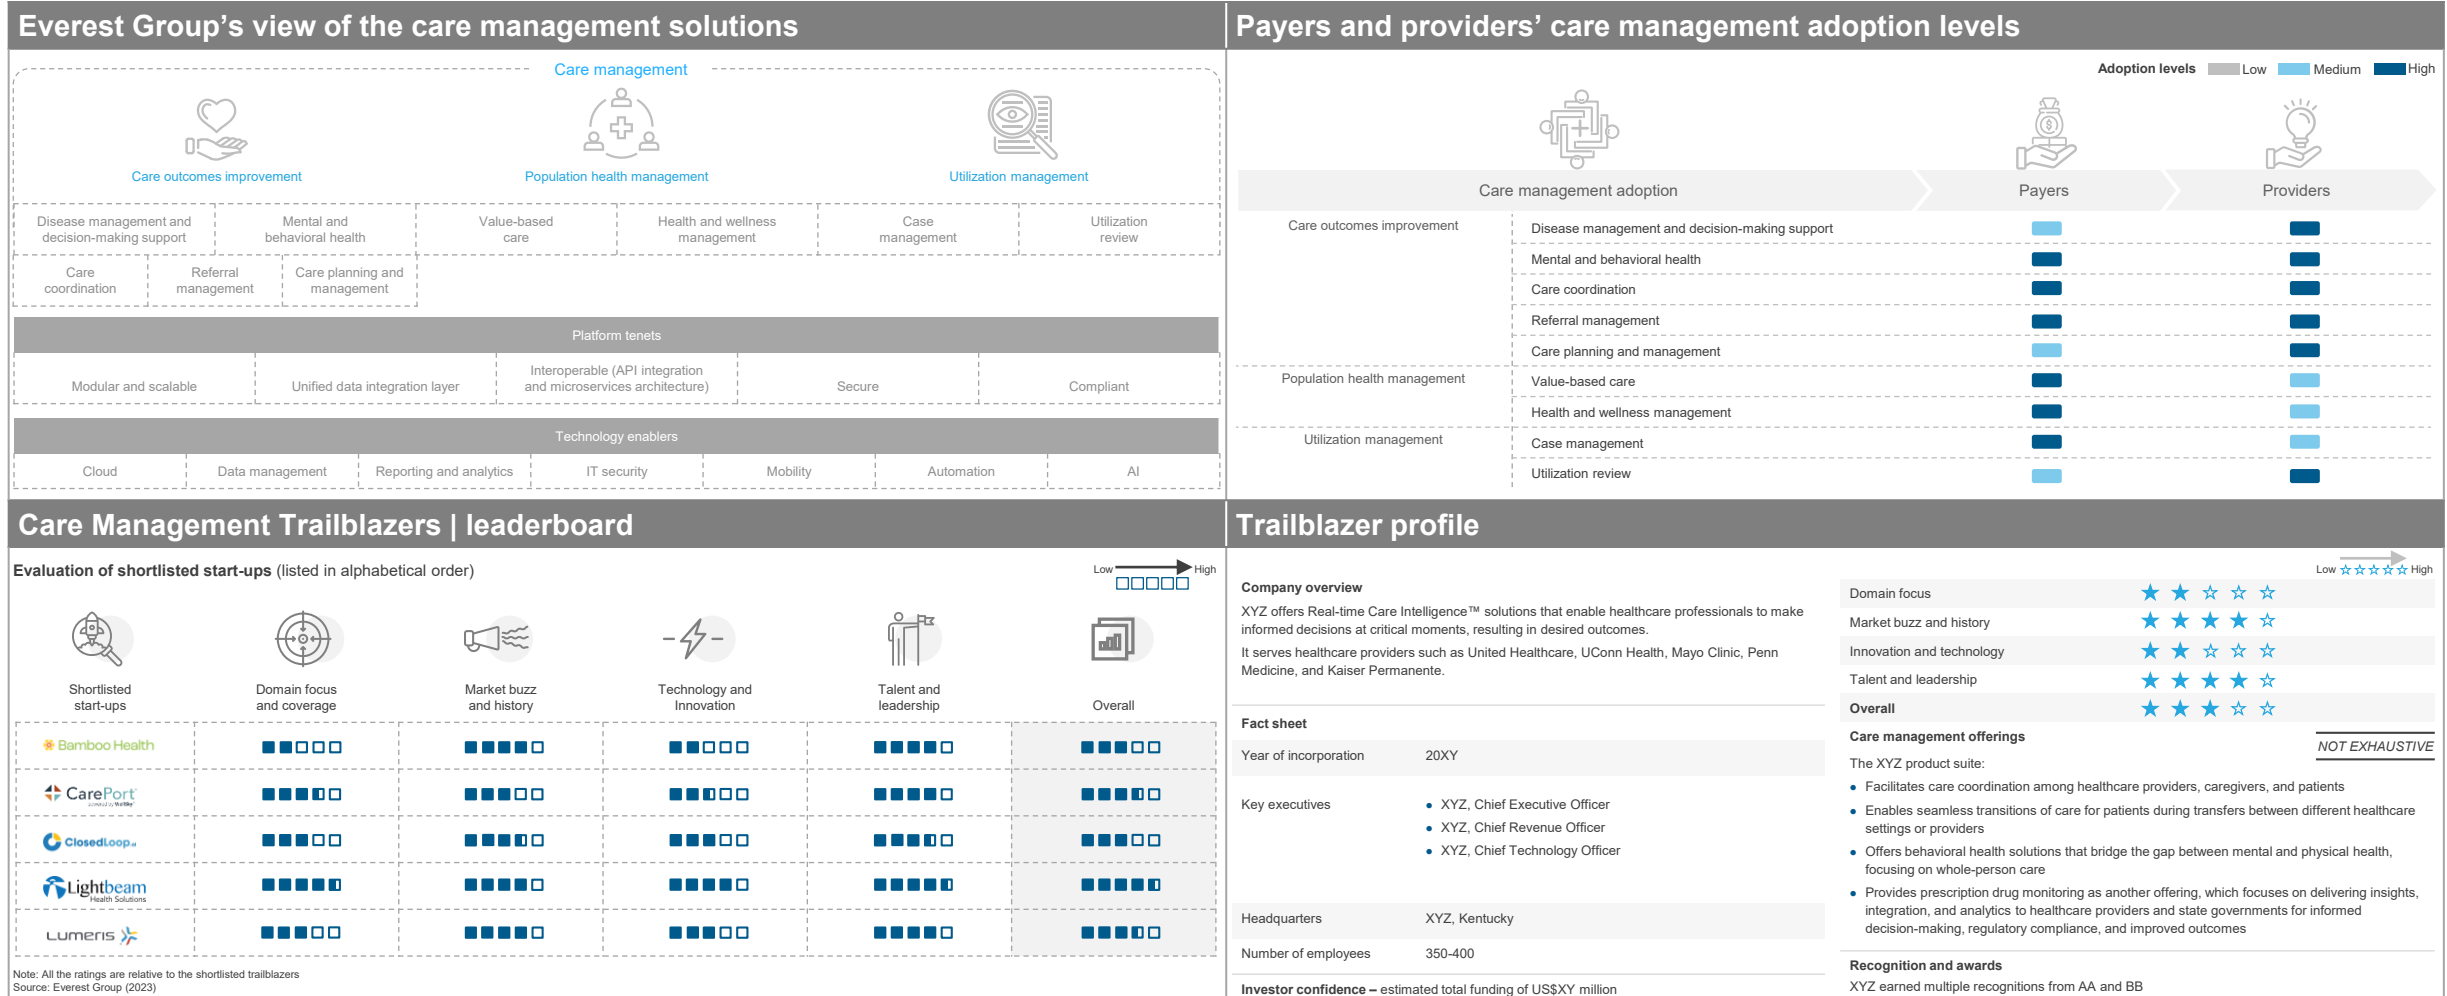 Everest Group's view of the care management solutions
Care management
Care outcomes improvement
Population health management
Utilization management
Disease management and
decision-making support
Mental and
behavioral health
Value-based
care
Health and wellness
management
Case
management
Utilization
review
Care
coordination
Referral
management
Care planning and
management
Platform tenets
Modular and scalable
Unified data integration layer
Interoperable (API integration
and microservices architecture)
Secure
Compliant
Technology enablers
Cloud
Data management
Reporting and analytics
IT security
Mobility
Automation
AI
Payers and providers' care management adoption levels
Adoption levels Low Medium High
Care management adoption
Payers
Providers
Care outcomes improvement
Disease management and decision-making support
Mental and behavioral health
Care coordination
Referral management
Care planning and management
Population health management
Value-based care
Health and wellness management
Utilization management
Case management
Utilization review
Care Management Trailblazers | leaderboard
Evaluation of shortlisted start-ups (listed in alphabetical order)
Low High
Shortlisted
start-ups
Domain focus
and coverage
Market buzz
and history
Technology and
Innovation
Talent and
leadership
Overall
Bamboo Health
CarePort
powered by WellSky
ClosedLoop.ai
Lightbeam
Health Solutions
Lumeris
Note: All the ratings are relative to the shortlisted trailblazers
Source: Everest Group (2023)
Trailblazer profile
Company overview
XYZ offers Real-time Care Intelligence™ solutions that enable healthcare professionals to make
informed decisions at critical moments, resulting in desired outcomes.
It serves healthcare providers such as United Healthcare, UConn Health, Mayo Clinic, Penn
Medicine, and Kaiser Permanente.
Fact sheet
Year of incorporation 20XY
Key executives
• XYZ, Chief Executive Officer
• XYZ, Chief Revenue Officer
• XYZ, Chief Technology Officer
Headquarters XYZ, Kentucky
Number of employees 350-400
Investor confidence – estimated total funding of US$XY million
Low High
Domain focus
Market buzz and history
Innovation and technology
Talent and leadership
Overall
Care management offerings
NOT EXHAUSTIVE
The XYZ product suite:
• Facilitates care coordination among healthcare providers, caregivers, and patients
• Enables seamless transitions of care for patients during transfers between different healthcare
settings or providers
• Offers behavioral health solutions that bridge the gap between mental and physical health,
focusing on whole-person care
• Provides prescription drug monitoring as another offering, which focuses on delivering insights,
integration, and analytics to healthcare providers and state governments for informed
decision-making, regulatory compliance, and improved outcomes
Recognition and awards
XYZ earned multiple recognitions from AA and BB